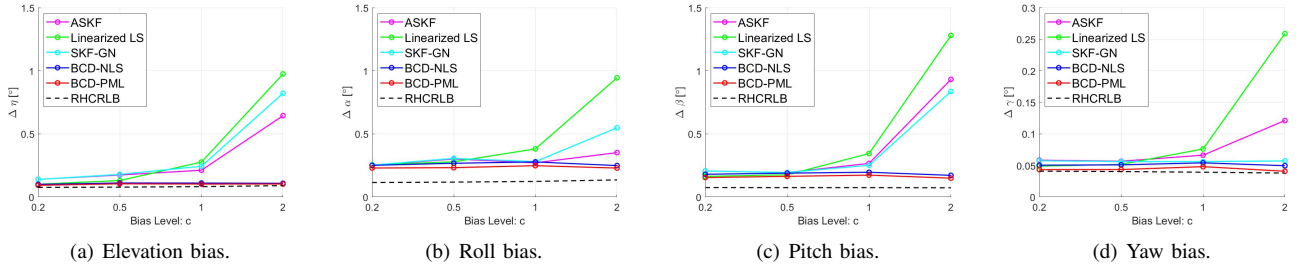 1.5
1
0.5
0
Δ η [°]
ASKF
Linearized LS
SKF-GN
BCD-NLS
BCD-PML
RHCRLB
0.2 0.5 1 2
Bias Level: c
(a) Elevation bias.
1.5
1
0.5
0
Δ α [°]
ASKF
Linearized LS
SKF-GN
BCD-NLS
BCD-PML
RHCRLB
0.2 0.5 1 2
Bias Level: c
(b) Roll bias.
1.5
1
0.5
0
Δ β [°]
ASKF
Linearized LS
SKF-GN
BCD-NLS
BCD-PML
RHCRLB
0.2 0.5 1 2
Bias Level: c
(c) Pitch bias.
0.3
0.25
0.2
0.15
0.1
0.05
0
Δ γ [°]
ASKF
Linearized LS
SKF-GN
BCD-NLS
BCD-PML
RHCRLB
0.2 0.5 1 2
Bias Level: c
(d) Yaw bias.